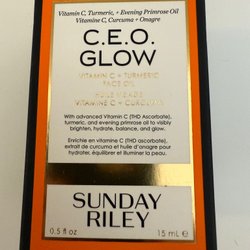 Vitamin C, Turmeric, + Evening Primrose Oil
Vitamine C, Curcuma + Onagre
C.E.O.
GLOW
VITAMIN C + TURMERIC
FACE OIL
HUILE VISAGE
VITAMINE C + CURCUMA
With advanced Vitamin C (THD Ascorbate),
turmeric, and evening primrose oil to visibly
brighten, hydrate, balance, and glow.
Enrichie en vitamine C (THD Ascorbate),
extrait de curcuma et huile d'onagre pour
hydrater, équilibrer et illuminer le peau.
SUNDAY
RILEY
0.5 fl oz 15 mL e